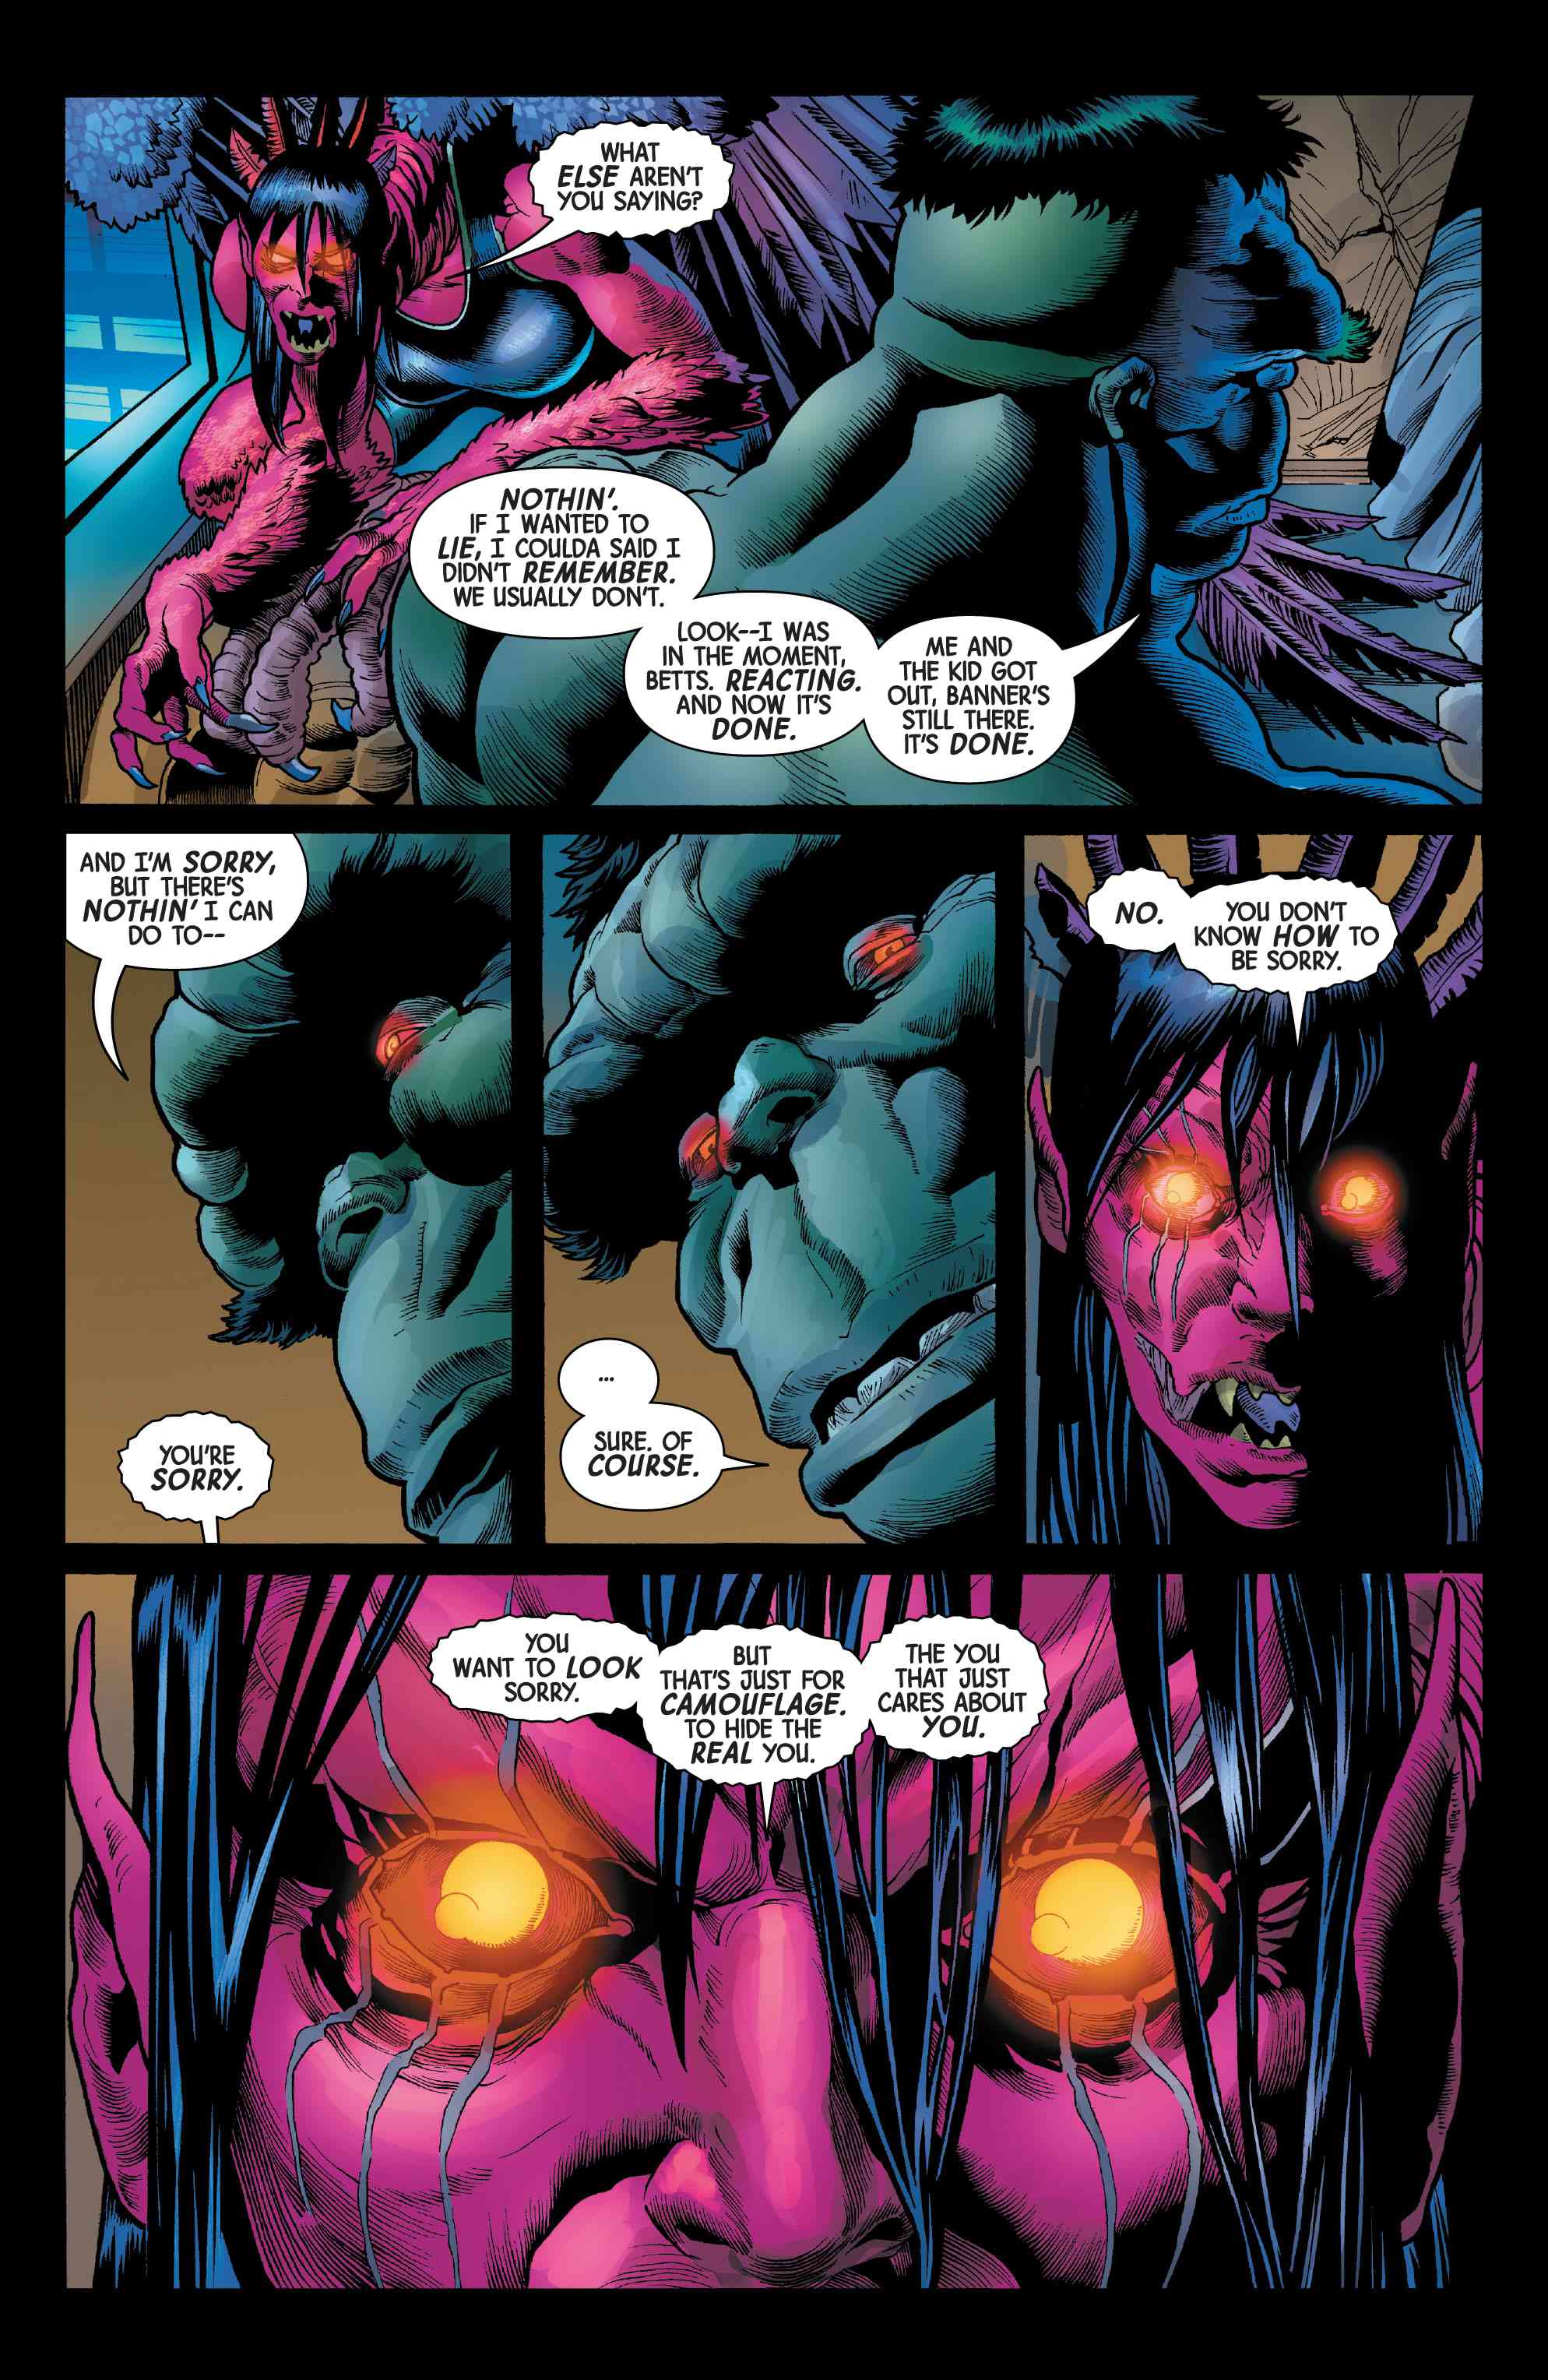 WHAT
ELSE AREN'T
YOU SAYING?
NOTHIN'.
IF I WANTED TO
LIE, I COULDA SAID I
DIDN'T REMEMBER.
WE USUALLY DON'T.
LOOK--I WAS
IN THE MOMENT,
BETTS. REACTING.
AND NOW IT'S
DONE.
ME AND
THE KID GOT
OUT, BANNER'S
STILL THERE.
IT'S DONE.
AND I'M SORRY,
BUT THERE'S
NOTHIN' I CAN
DO TO--
YOU'RE
SORRY.
...
SURE. OF
COURSE.
NO.
YOU DON'T
KNOW HOW TO
BE SORRY.
YOU
WANT TO LOOK
SORRY.
BUT
THAT'S JUST FOR
CAMOUFLAGE.
TO HIDE THE
REAL YOU.
THE YOU
THAT JUST
CARES ABOUT
YOU.